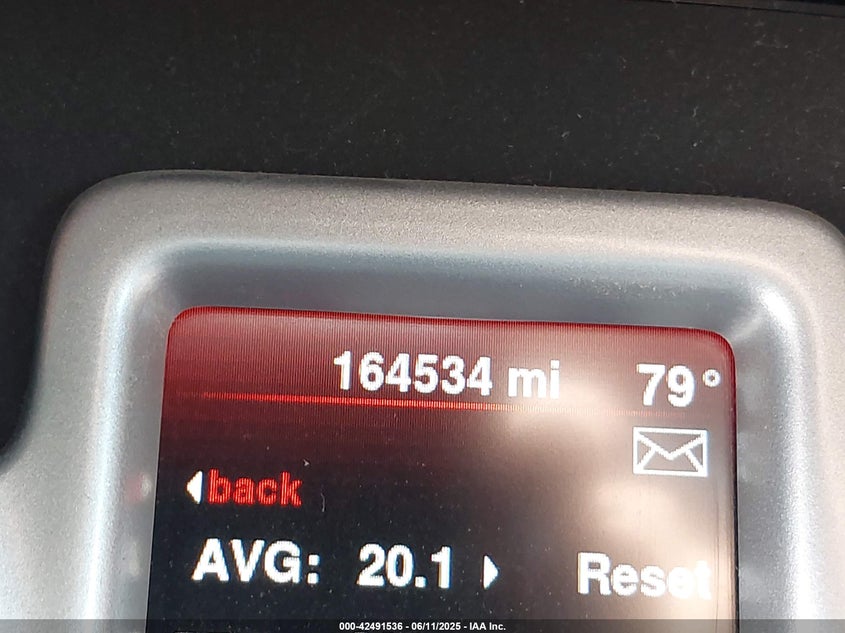 164534 mi 79°
back
AVG: 20.1 Reset
000-42491536 - 06/11/2025 - IAA Inc.